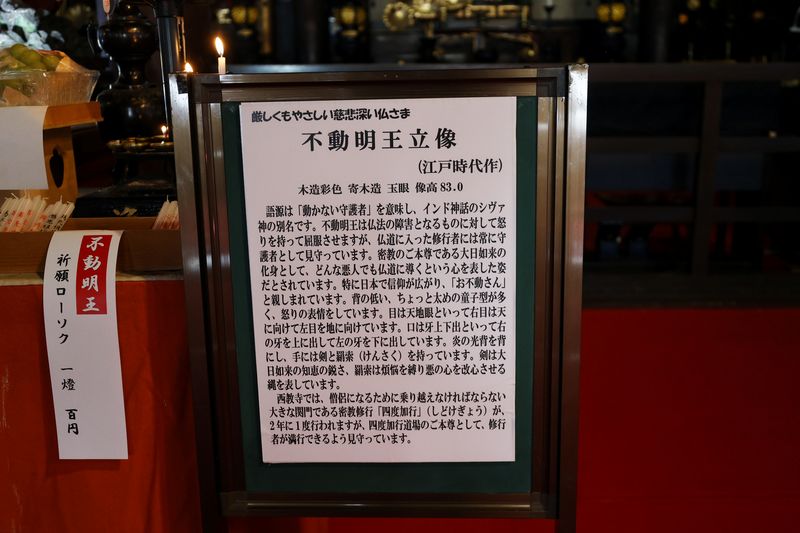 厳しくもやさしい慈悲深い仏さま
不動明王立像
(江戸時代作)
木造彩色 寄木造 玉眼 像高83.0
語源は「動かない守護者」を意味し、インド神話のシヴァ
神の別名です。不動明王は仏法の障害となるものに対して怒
りを持って屈服させますが、仏道に入った修行者には常に守
護者として見守っています。密教のご本尊である大日如来の
化身として、どんな悪人でも仏道に導くという心を表した姿
だとされています。特に日本で信仰が広がり、「お不動さん」
と親しまれています。背の低い、ちょっと太めの童子型が多
く、怒りの表情をしています。目は天地眼といって右目は天
に向けて左目を地に向けています。口は牙上下出といって右
の牙を上に出して左の牙を下に出しています。炎の光背を背
にし、手には剣と羂索（けんさく）を持っています。剣は大
日如来の知恵の鋭さ、羂索は煩悩を縛り悪の心を改心させる
縄を表しています。
西教寺では、僧侶になるために乗り越えなければならない
大きな関門である密教修行「四度加行」（しどけぎょう）が、
2年に1度行われますが、四度加行道場のご本尊として、修行
者が満行できるよう見守っています。
不動明王
祈願ローソク 一燈 百円